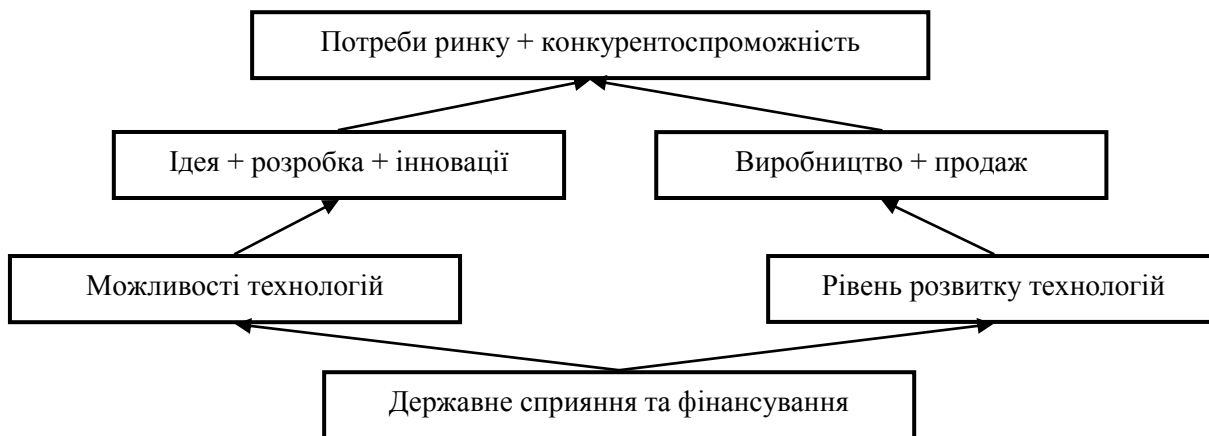 Потреби ринку + конкурентоспроможність
Ідея + розробка + інновації
Виробництво + продаж
Можливості технологій
Рівень розвитку технологій
Державне сприяння та фінансування